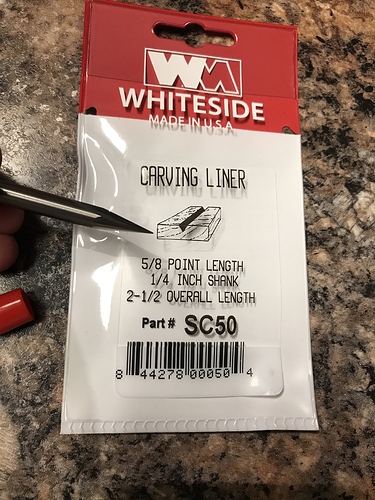 WM
WHITESIDE
MADE IN U.S.A.
CARVING LINER
5/8 POINT LENGTH
1/4 INCH SHANK
2-1/2 OVERALL LENGTH
Part # SC50
8 44278 00050 4